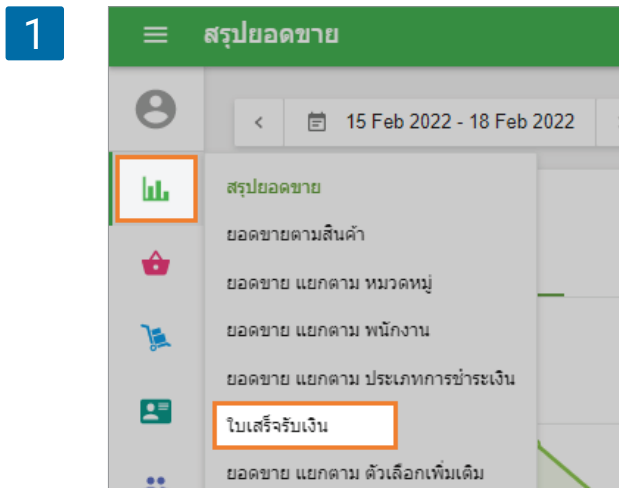 1
สรุปยอดขาย
15 Feb 2022 - 18 Feb 2022
สรุปยอดขาย
ยอดขายตามสินค้า
ยอดขาย แยกตาม หมวดหมู่
ยอดขาย แยกตาม พนักงาน
ยอดขาย แยกตาม ประเภทการชำระเงิน
ใบเสร็จรับเงิน
ยอดขาย แยกตาม ตัวเลือกเพิ่มเติม